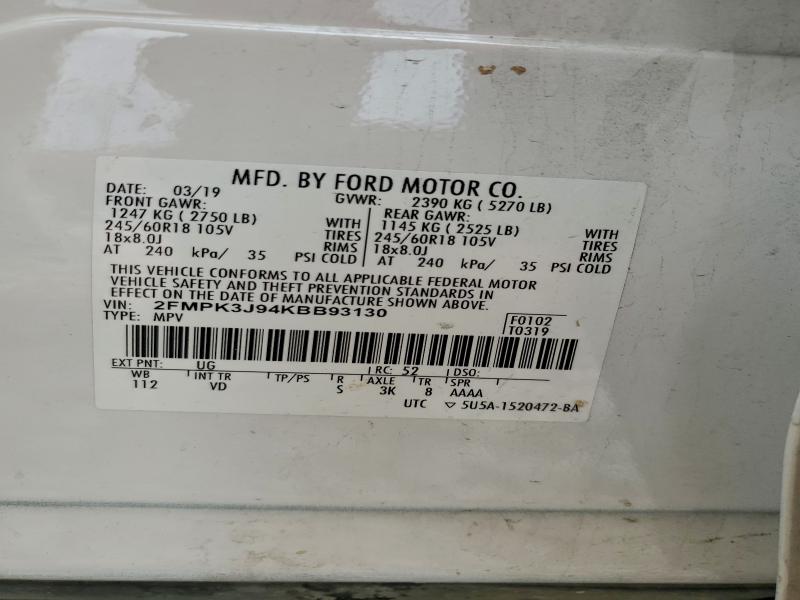 MFD. BY FORD MOTOR CO.
DATE: 03/19 GVWR: 2390 KG ( 5270 LB)
FRONT GAWR: REAR GAWR:
1247 KG ( 2750 LB) WITH 1145 KG ( 2525 LB) WITH
245/60R18 105V TIRES 245/60R18 105V TIRES
18x8.0J RIMS 18x8.0J RIMS
AT 240 kPa/ 35 PSI COLD AT 240 kPa/ 35 PSI COLD
THIS VEHICLE CONFORMS TO ALL APPLICABLE FEDERAL MOTOR
VEHICLE SAFETY AND THEFT PREVENTION STANDARDS IN
EFFECT ON THE DATE OF MANUFACTURE SHOWN ABOVE.
VIN: 2FMPK3J94KBB93130 F0102
TYPE: MPV T0319
EXT PNT: UG RC: 52 DSO:
WB INT TR TP/PS R AXLE TR SPR
112 VD S 3K 8 AAAA
UTC ▽ 5U5A-1520472-BA